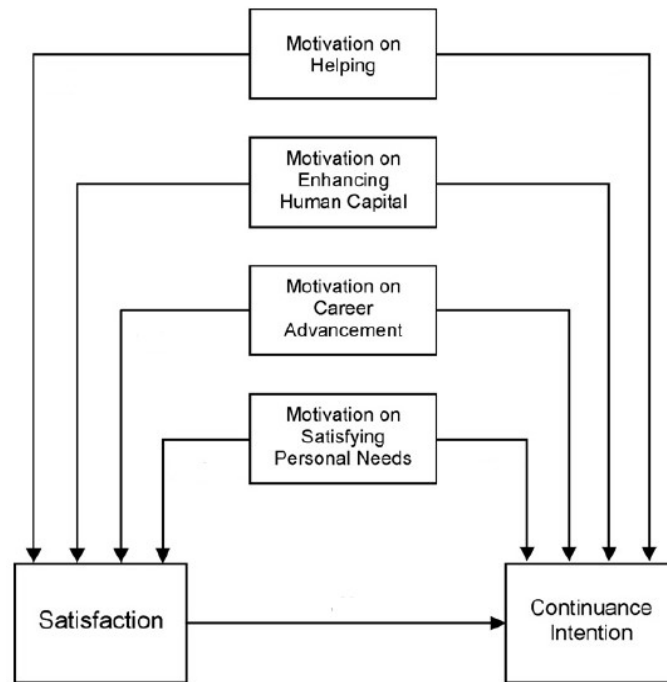 Motivation on
Helping
Motivation on
Enhancing
Human Capital
Motivation on
Career
Advancement
Motivation on
Satisfying
Personal Needs
Satisfaction
Continuance
Intention